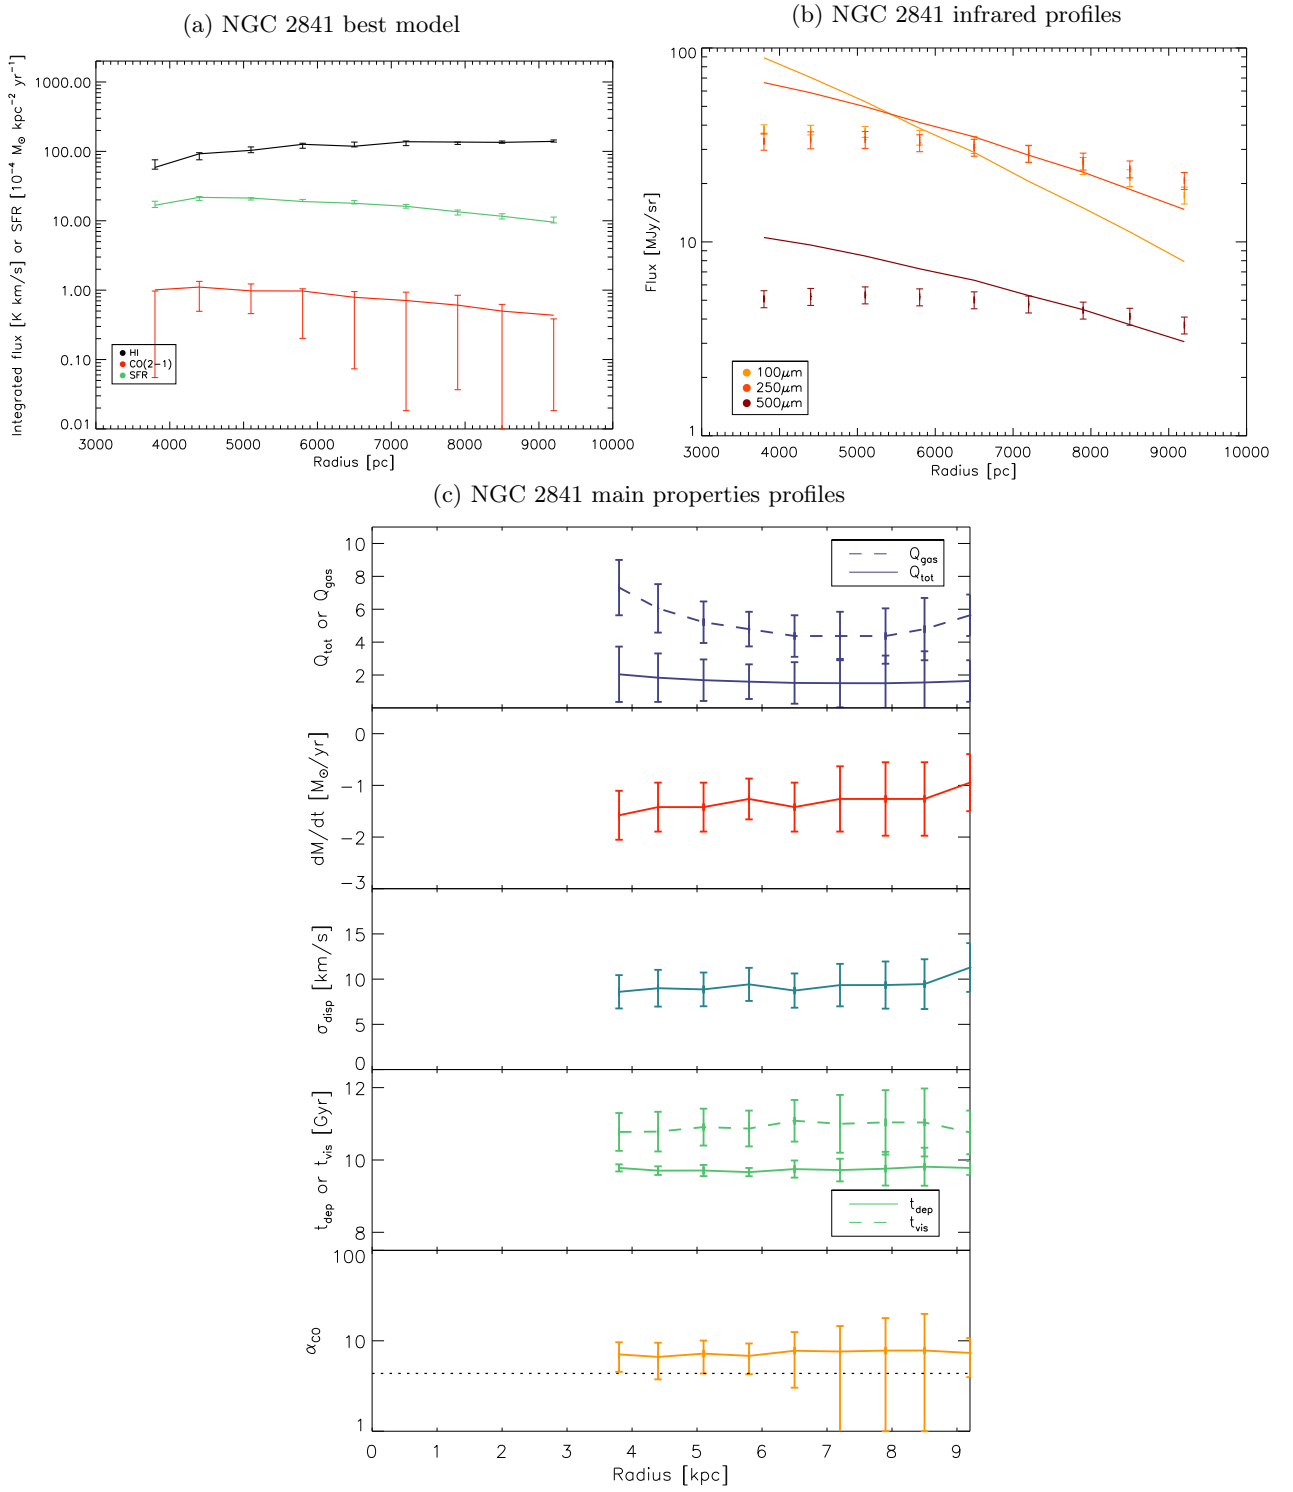 (a) NGC 2841 best model
Integrated flux [K km/s] or SFR [10⁻⁴ M⊙ kpc⁻² yr⁻¹]
1000.00
100.00
10.00
1.00
0.10
0.01
HI
CO(2-1)
SFR
3000 4000 5000 6000 7000 8000 9000 10000
Radius [pc]
(b) NGC 2841 infrared profiles
Flux [MJy/sr]
100
10
1
100μm
250μm
500μm
3000 4000 5000 6000 7000 8000 9000 10000
Radius [pc]
(c) NGC 2841 main properties profiles
Q_tot or Q_gas
10
8
6
4
2
Q_gas
Q_tot
dM/dt [M⊙/yr]
0
−1
−2
−3
σ_disp [km/s]
15
10
5
0
t_dep or t_vis [Gyr]
12
10
8
t_dep
t_vis
α_CO
100
10
1
0 1 2 3 4 5 6 7 8 9
Radius [kpc]